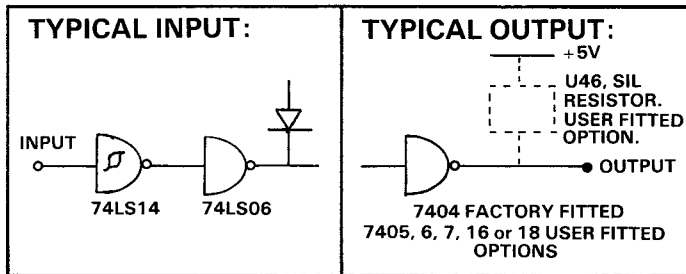 TYPICAL INPUT:
INPUT
74LS14
74LS06
TYPICAL OUTPUT:
+5V
U46, SIL
RESISTOR.
USER FITTED
OPTION.
OUTPUT
7404 FACTORY FITTED
7405, 6, 7, 16 or 18 USER FITTED
OPTIONS